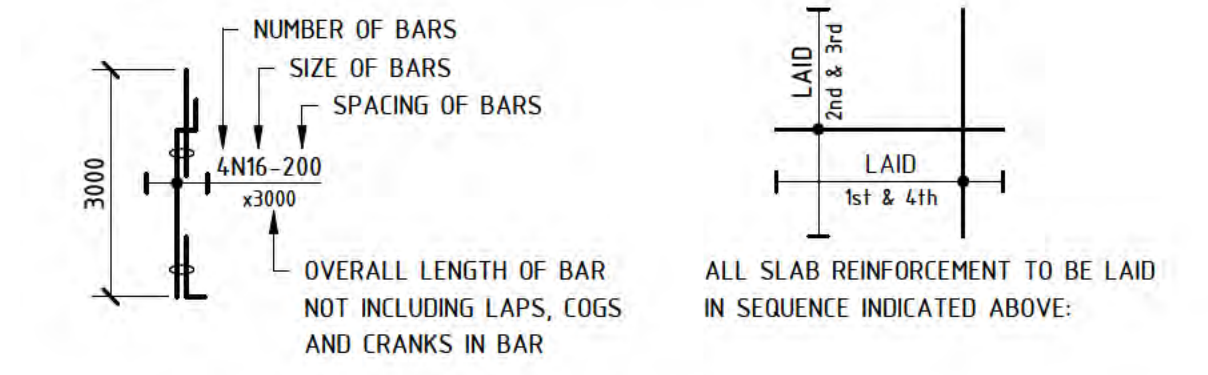 NUMBER OF BARS
SIZE OF BARS
SPACING OF BARS
4N16-200
x3000
3000
OVERALL LENGTH OF BAR
NOT INCLUDING LAPS, COGS
AND CRANKS IN BAR
LAID
2nd & 3rd
LAID
1st & 4th
ALL SLAB REINFORCEMENT TO BE LAID
IN SEQUENCE INDICATED ABOVE: